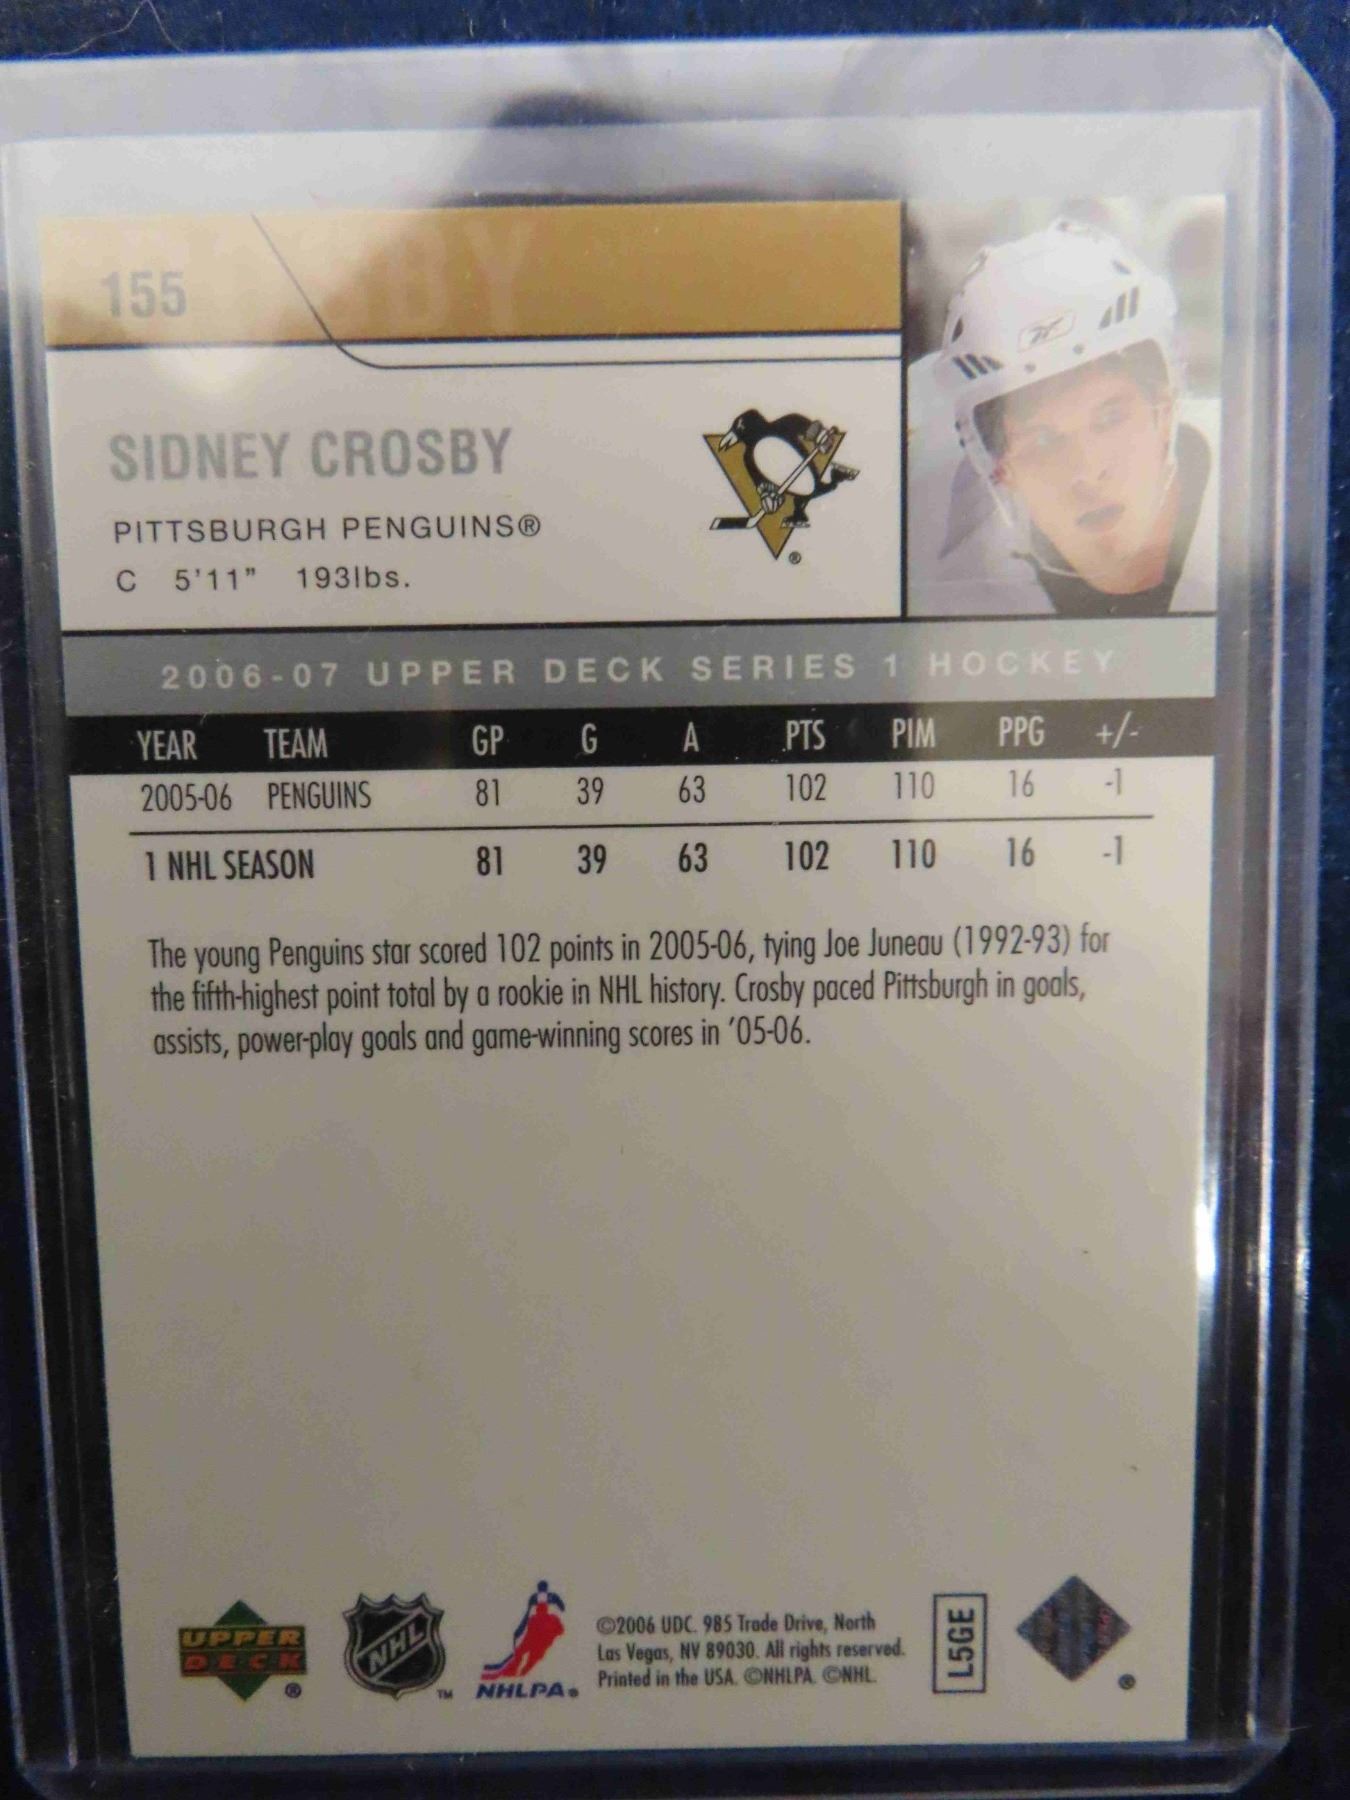 155
SIDNEY CROSBY
PITTSBURGH PENGUINS®
C 5'11" 193lbs.
2006-07 UPPER DECK SERIES 1 HOCKEY
YEAR TEAM GP G A PTS PIM PPG +/-
2005-06 PENGUINS 81 39 63 102 110 16 -1
1 NHL SEASON 81 39 63 102 110 16 -1
The young Penguins star scored 102 points in 2005-06, tying Joe Juneau (1992-93) for
the fifth-highest point total by a rookie in NHL history. Crosby paced Pittsburgh in goals,
assists, power-play goals and game-winning scores in '05-06.
UPPER
DECK
®
NHL
™
NHLPA®
©2006 UDC. 985 Trade Drive, North
Las Vegas, NV 89030. All rights reserved.
Printed in the USA. ©NHLPA. ©NHL.
L5GE
®